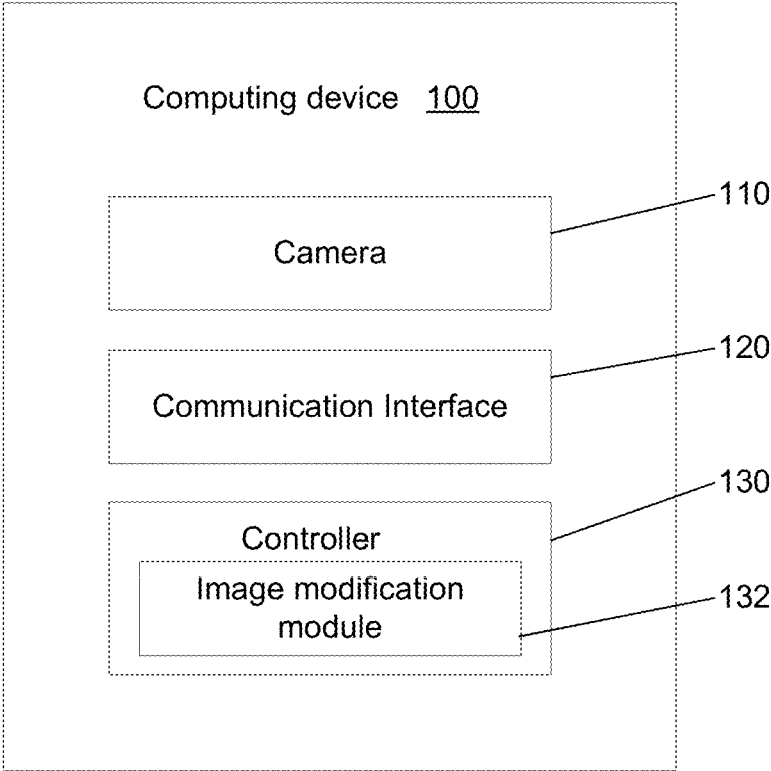 Computing device 100
110
Camera
120
Communication Interface
130
Controller
Image modification
module
132